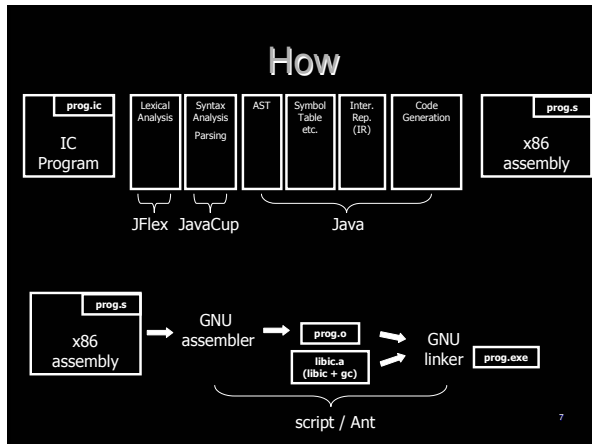 How
prog.ic
IC
Program
Lexical
Analysis
Syntax
Analysis
Parsing
AST
Symbol
Table
etc.
Inter.
Rep.
(IR)
Code
Generation
prog.s
x86
assembly
JFlex
JavaCup
Java
prog.s
x86
assembly
GNU
assembler
prog.o
libic.a
(libic + gc)
GNU
linker
prog.exe
script / Ant
7